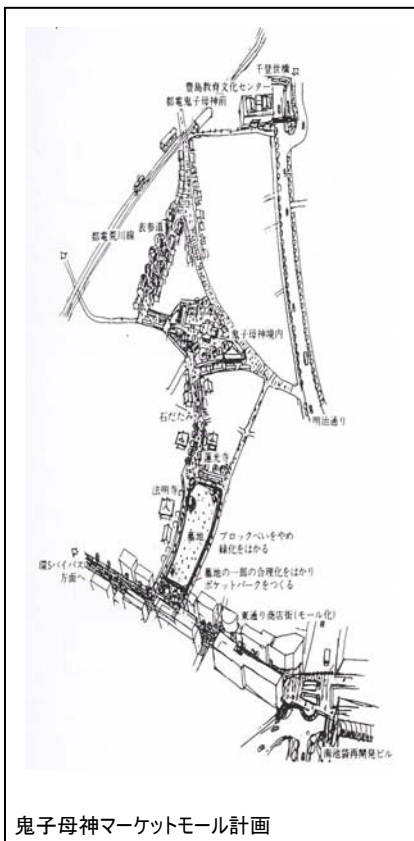 千登世橋
豊島教育文化センター
都電鬼子母神前
都電荒川線
表参道
鬼子母神境内
明治通り
石だたみ
蓮光寺
法明寺
墓地
ブロックべいをやめ
緑化をはかる
環5バイパス
方面へ
墓地の一部の合理化をはかり
ポケットパークをつくる
東通り商店街(モール化)
南池袋再開発ビル
鬼子母神マーケットモール計画